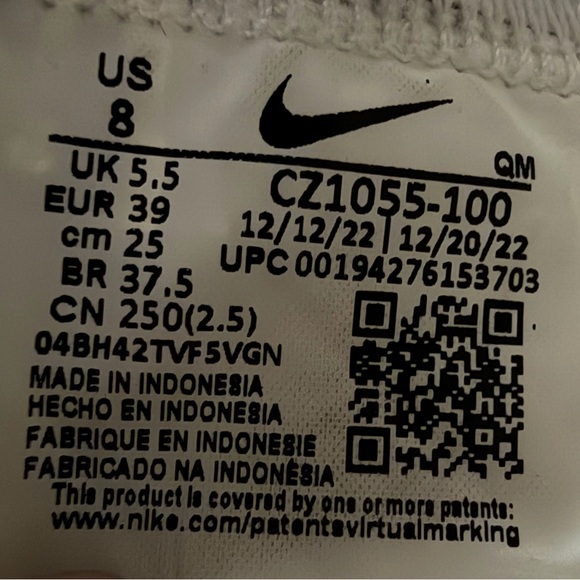 US
8
QM
UK 5.5
CZ1055-100
EUR 39
12/12/22 | 12/20/22
cm 25
UPC 00194276153703
BR 37.5
CN 250(2.5)
04BH42TVF5VGN
MADE IN INDONESIA
HECHO EN INDONESIA
FABRIQUE EN INDONESIE
FABRICADO NA INDONÉSIA
This product is covered by one or more patents:
www.nike.com/patentsvirtualmarking